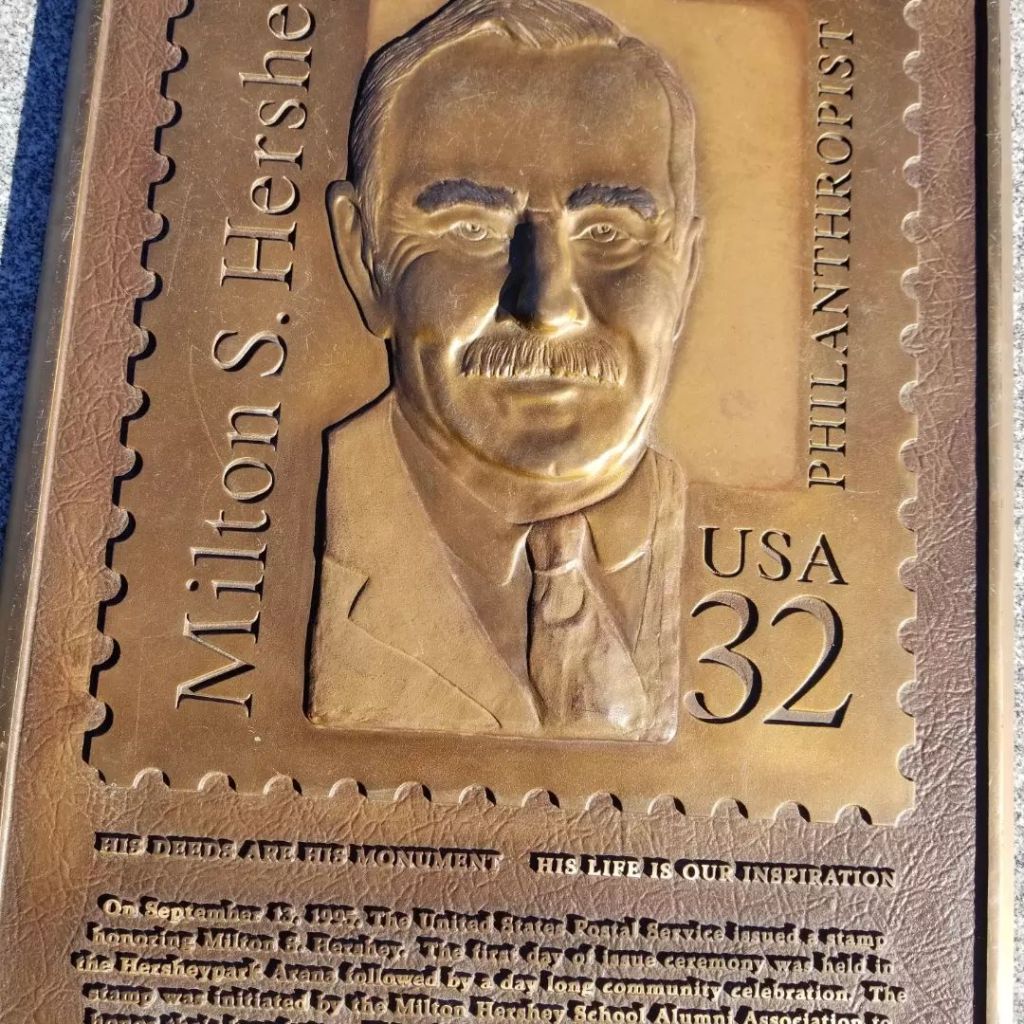 Milton S. Hershe
PHILANTHROPIST
USA
32
HIS DEEDS ARE HIS MONUMENT HIS LIFE IS OUR INSPIRATION
On September 13, 1995, The United States Postal Service issued a stamp
honoring Milton S. Hershey. The first day of issue ceremony was held in
the Hersheypark Arena followed by a day long community celebration. The
stamp was initiated by the Milton Hershey School Alumni Association to